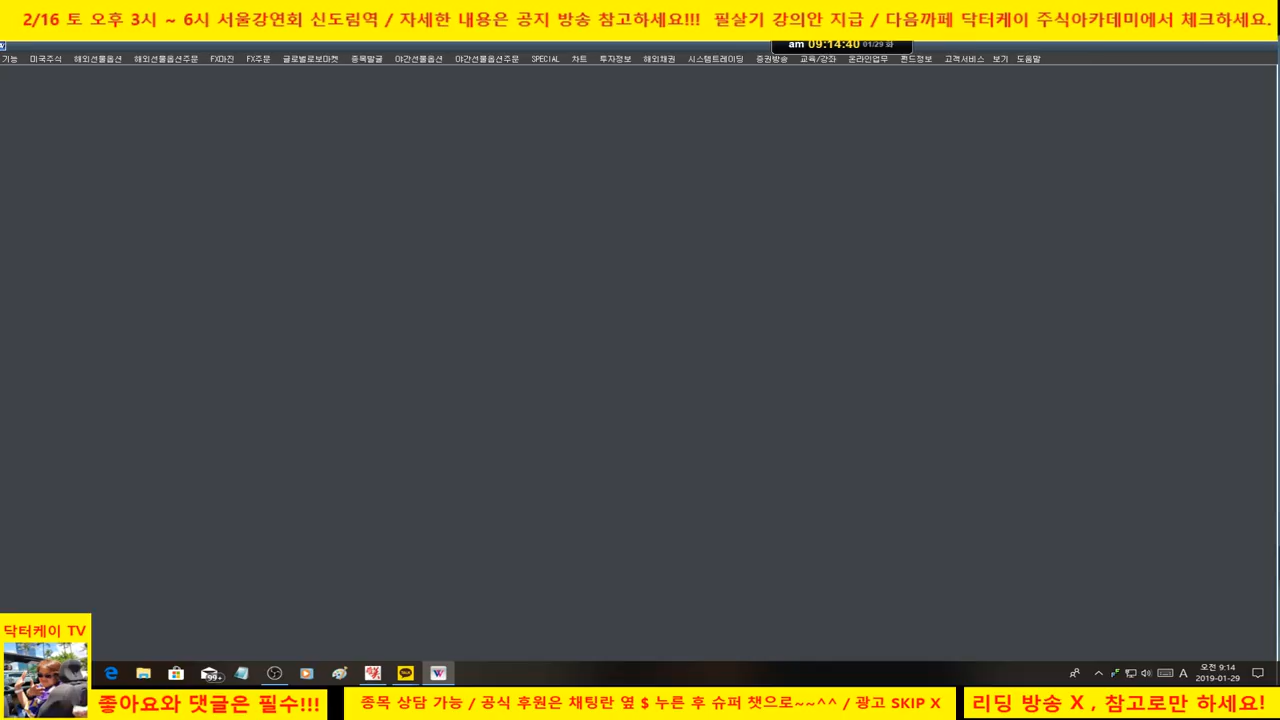 2/16 토 오후 3시 ~ 6시 서울강연회 신도림역 / 자세한 내용은 공지 방송 참고하세요!!! 필살기 강의안 지급 / 다음까페 닥터케이 주식아카데미에서 체크하세요.
am 09:14:40 01/29 화
기능 미국주식 해외선물옵션 해외선물옵션주문 FX마진 FX주문 글로벌로보마켓 종목발굴 야간선물옵션 야간선물옵션주문 SPECIAL 차트 투자정보 해외채권 시스템트레이딩 증권방송 교육/강좌 온라인업무 펀드정보 고객서비스 보기 도움말
닥터케이 TV
99+
A
오전 9:14
2019-01-29
좋아요와 댓글은 필수!!!
종목 상담 가능 / 공식 후원은 채팅란 옆 $ 누른 후 슈퍼 챗으로~~^^ / 광고 SKIP X
리딩 방송 X , 참고로만 하세요!